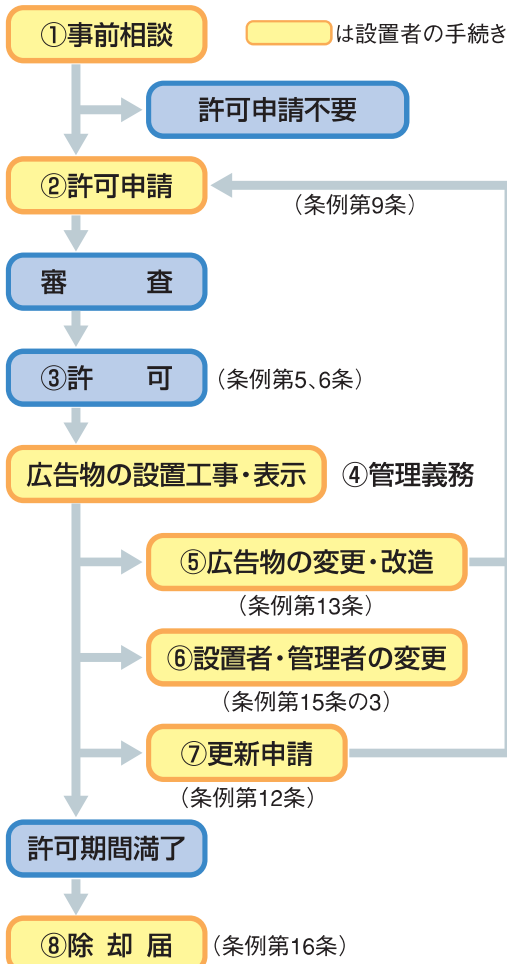 ①事前相談
は設置者の手続き
許可申請不要
②許可申請
（条例第9条）
審　査
③許　可
（条例第5、6条）
広告物の設置工事・表示
④管理義務
⑤広告物の変更・改造
（条例第13条）
⑥設置者・管理者の変更
（条例第15条の3）
⑦更新申請
（条例第12条）
許可期間満了
⑧除 却 届
（条例第16条）